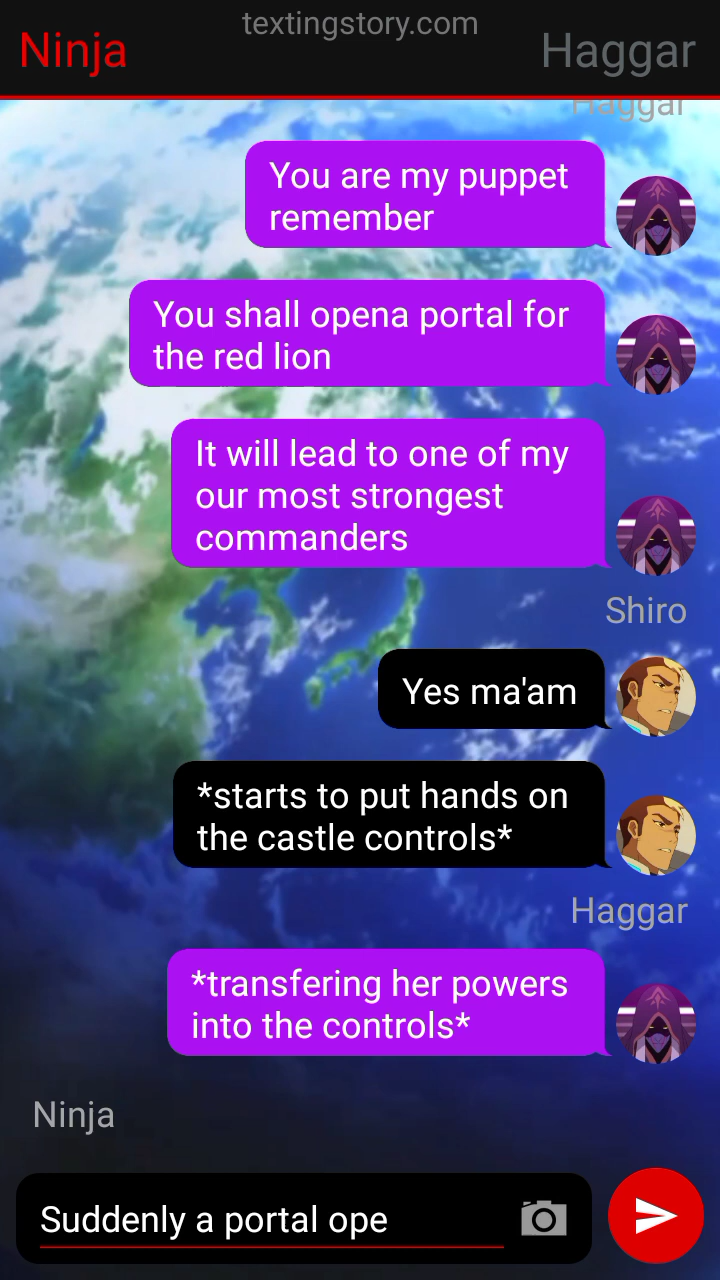 textingstory.com
Ninja
Haggar
Haggar
You are my puppet
remember
You shall opena portal for
the red lion
It will lead to one of my
our most strongest
commanders
Shiro
Yes ma'am
*starts to put hands on
the castle controls*
Haggar
*transfering her powers
into the controls*
Ninja
Suddenly a portal ope